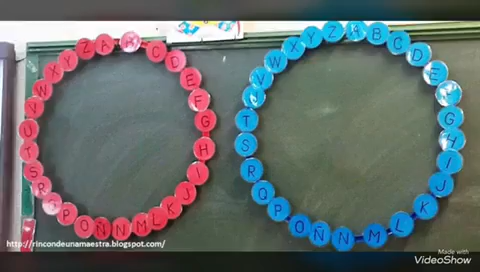 A B C D E F G H I J K L M N Ñ O P Q R S T U V W X Y Z
A B C D E F G H I J K L M N Ñ O P Q R S T U V W X Y Z
http://rincondeunamaestra.blogspot.com/
Made with
VideoShow